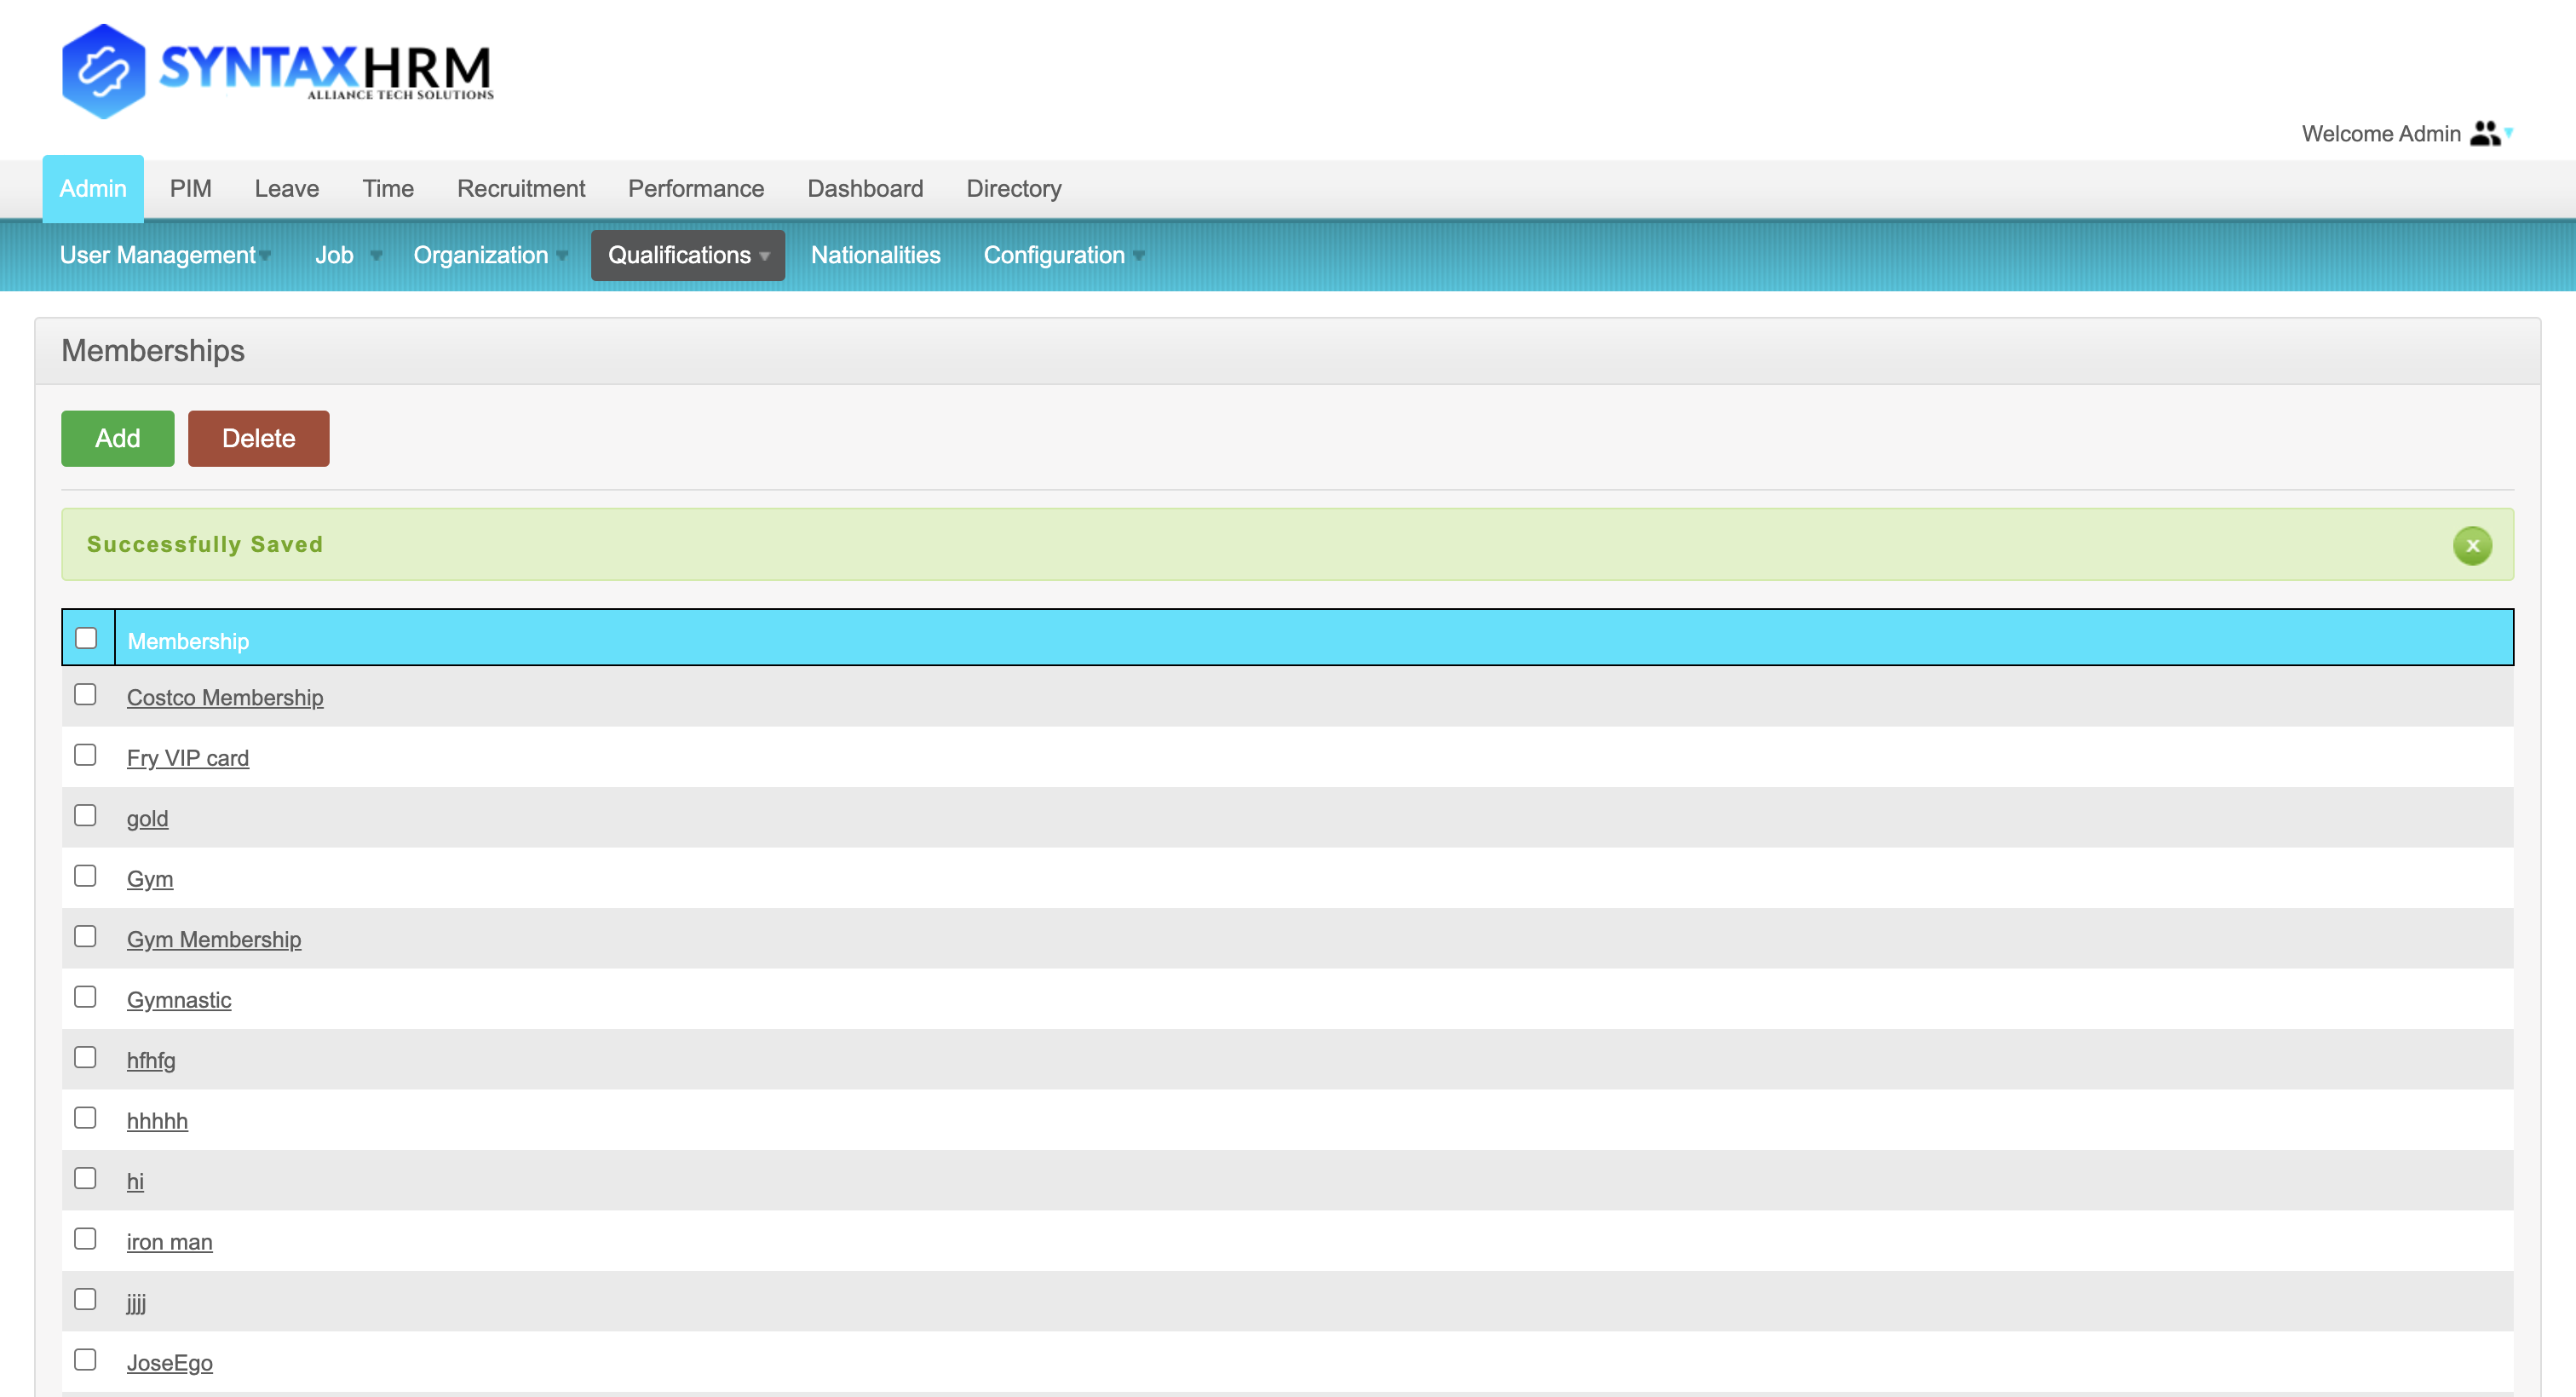 SYNTAXHRM
ALLIANCE TECH SOLUTIONS
Welcome Admin
Admin PIM Leave Time Recruitment Performance Dashboard Directory
User Management Job Organization Qualifications Nationalities Configuration
Memberships
Add Delete
Successfully Saved
x
Membership
Costco Membership
Fry VIP card
gold
Gym
Gym Membership
Gymnastic
hfhfg
hhhhh
hi
iron man
jjjj
JoseEgo